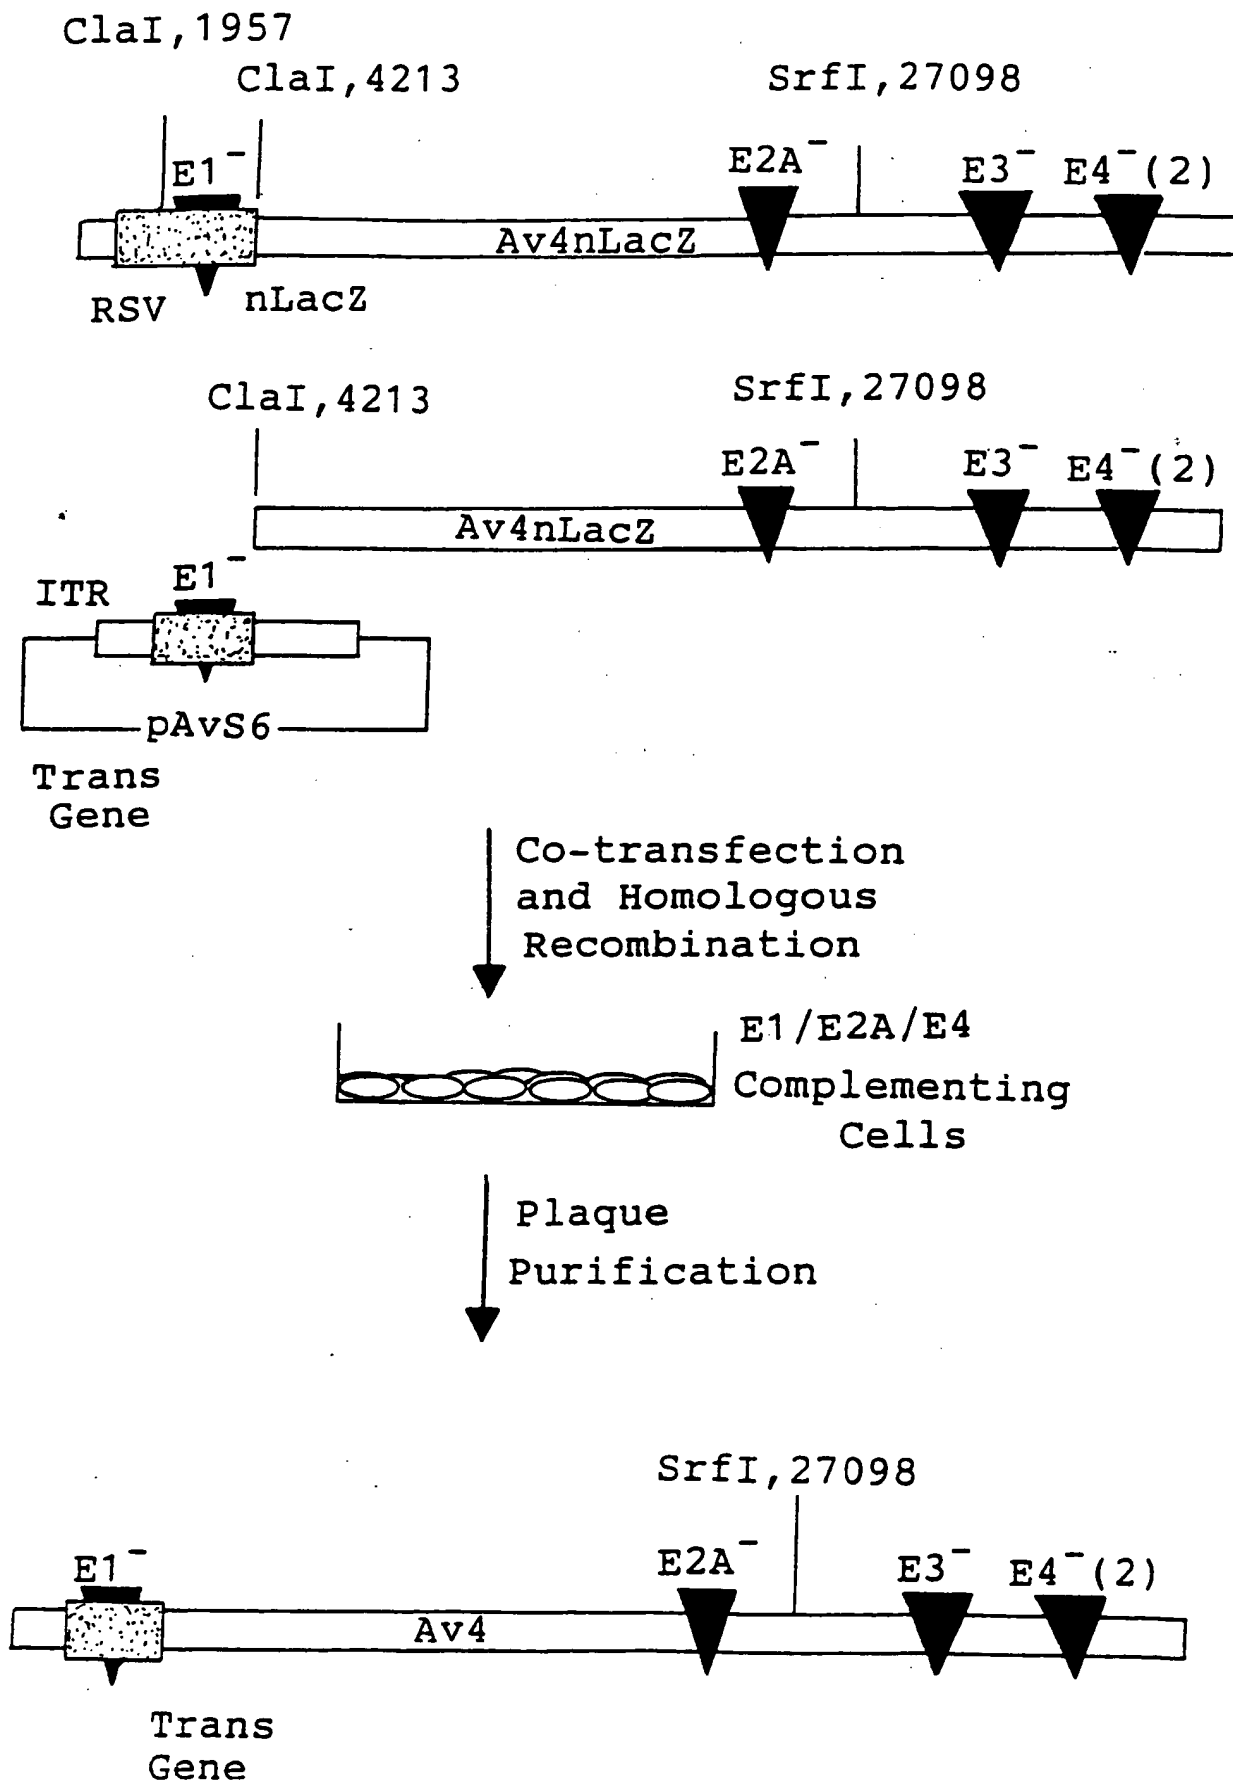 ClaI,1957
ClaI,4213
SrfI,27098
E1⁻
E2A⁻
E3⁻
E4⁻(2)
Av4nLacZ
RSV
nLacZ
ClaI,4213
SrfI,27098
E2A⁻
E3⁻
E4⁻(2)
Av4nLacZ
ITR
E1⁻
pAvS6
Trans
Gene
Co-transfection
and Homologous
Recombination
E1/E2A/E4
Complementing
Cells
Plaque
Purification
SrfI,27098
E1⁻
E2A⁻
E3⁻
E4⁻(2)
Av4
Trans
Gene